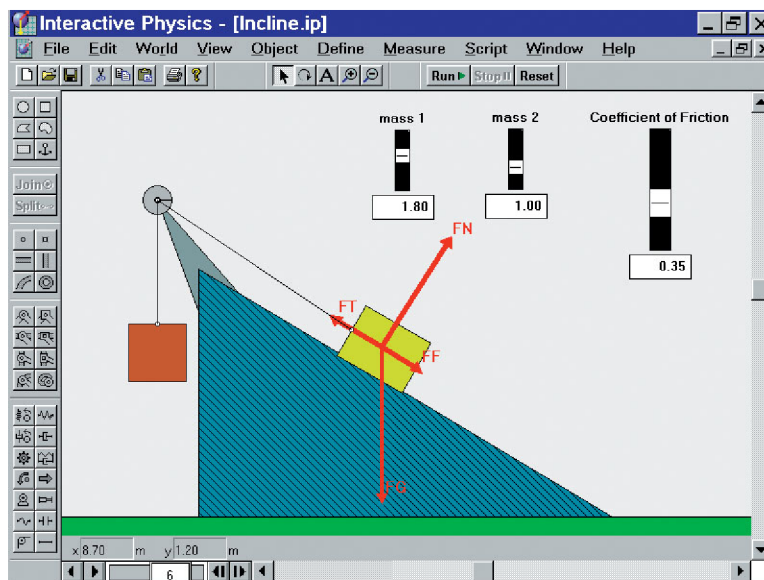 Interactive Physics - [Incline.ip]
File Edit World View Object Define Measure Script Window Help
A Run Stop Reset
mass 1 mass 2 Coefficient of Friction
1.80 1.00 0.35
Join
Split
FN
FT
FF
FG
x 8.70 m y 1.20 m
6